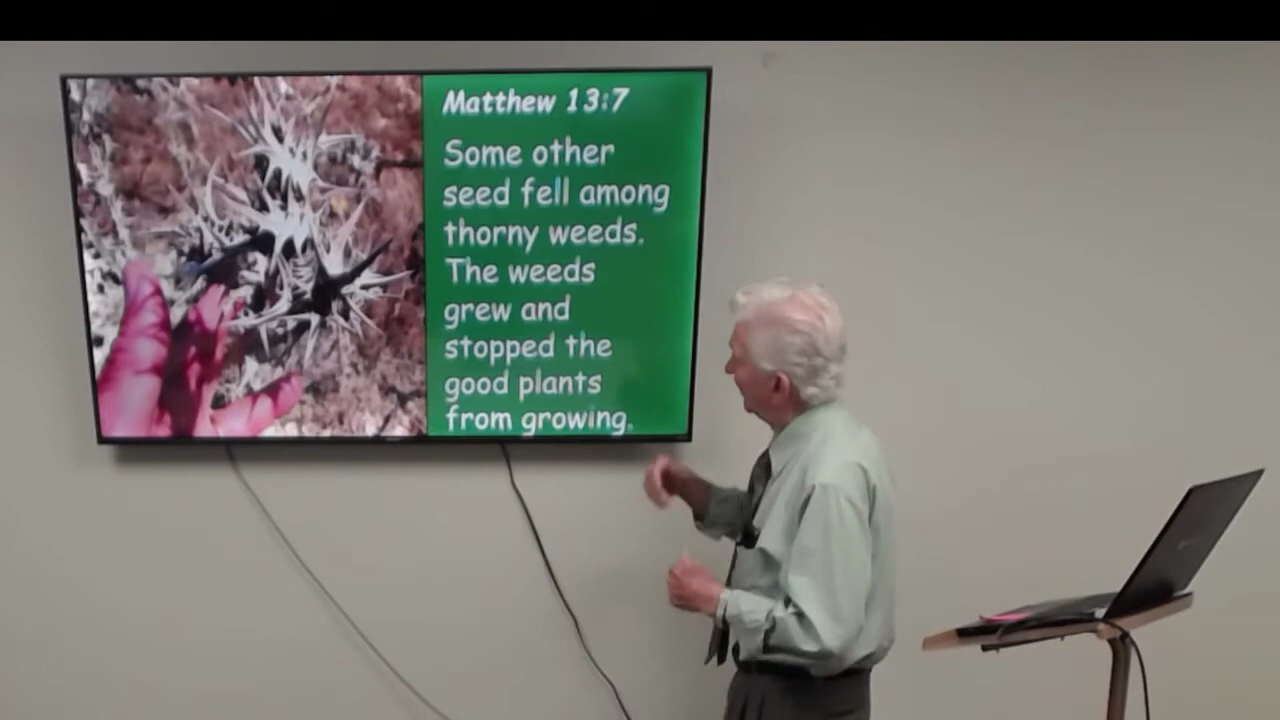 Matthew 13:7
Some other
seed fell among
thorny weeds.
The weeds
grew and
stopped the
good plants
from growing.